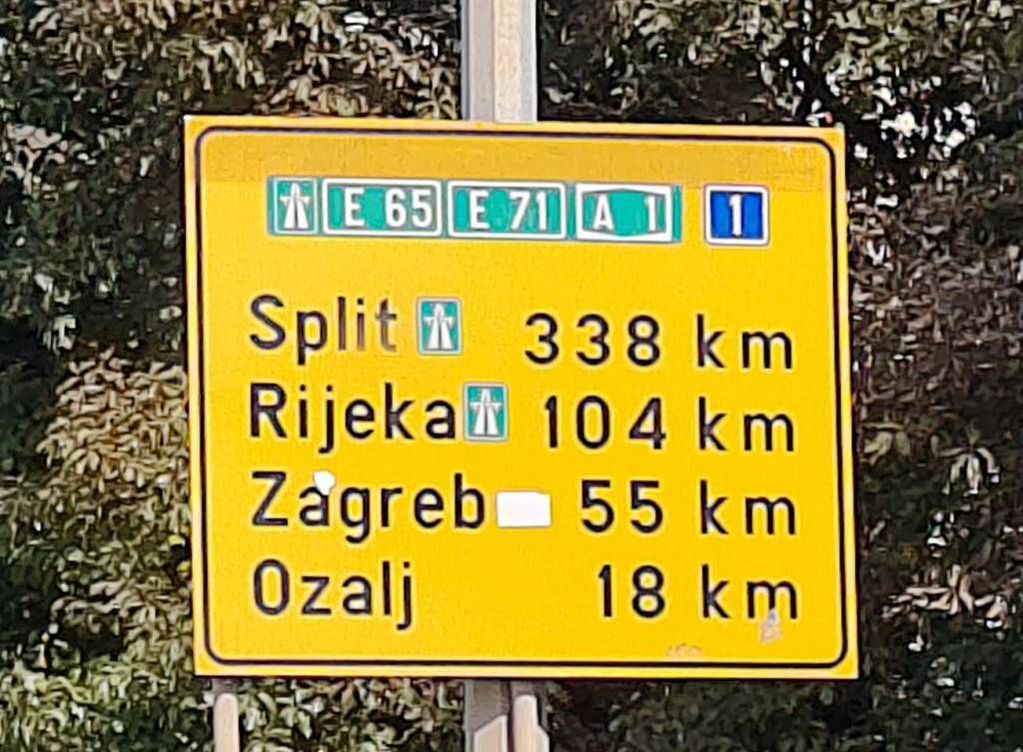 E 65 E 71 A 1 1
Split 338 km
Rijeka 104 km
Zagreb 55 km
Ozalj 18 km